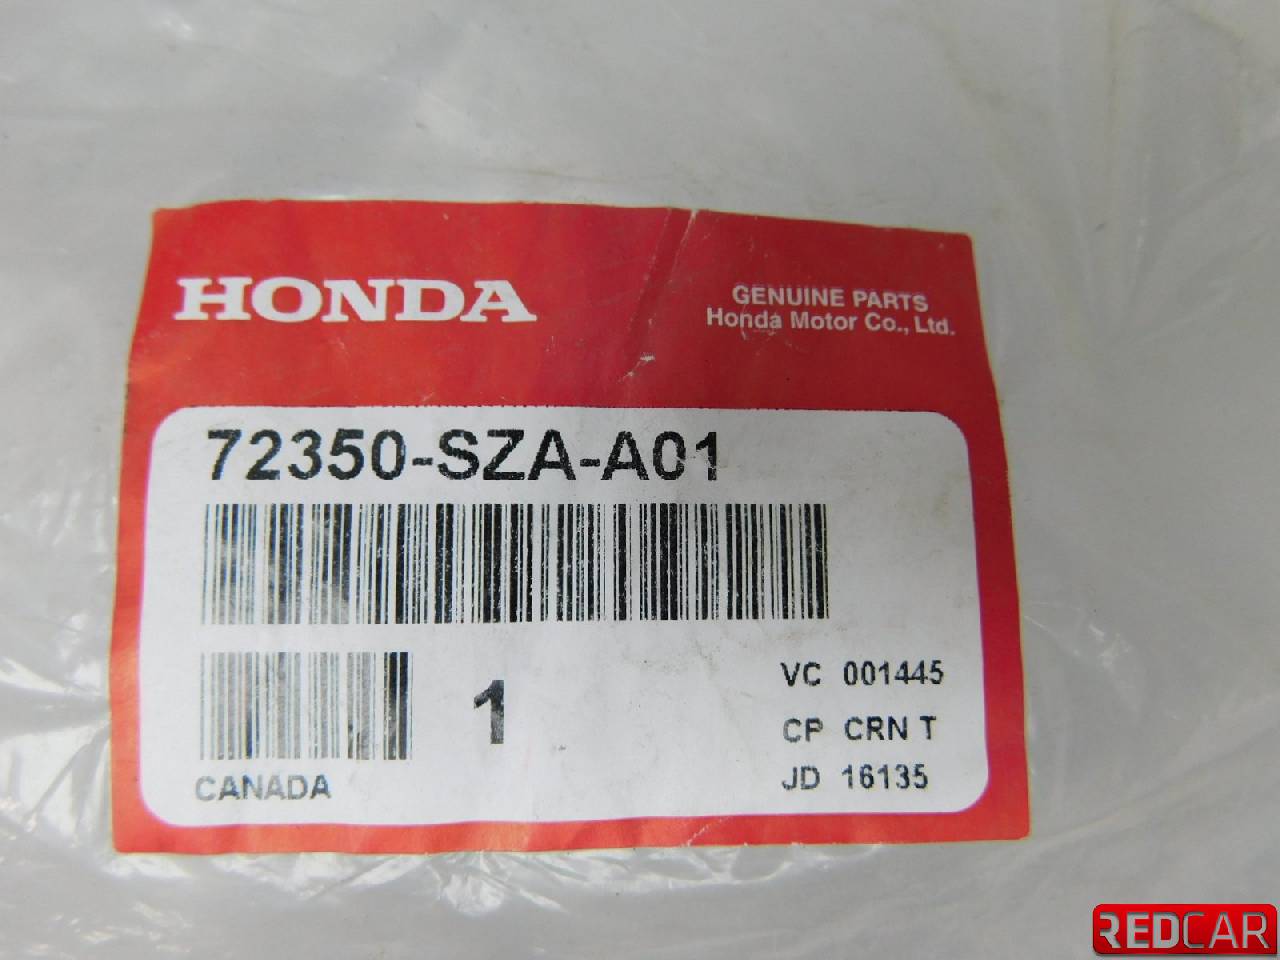 HONDA
GENUINE PARTS
Honda Motor Co., Ltd.
72350-SZA-A01
1
VC 001445
CP CRN T
JD 16135
CANADA
REDCAR